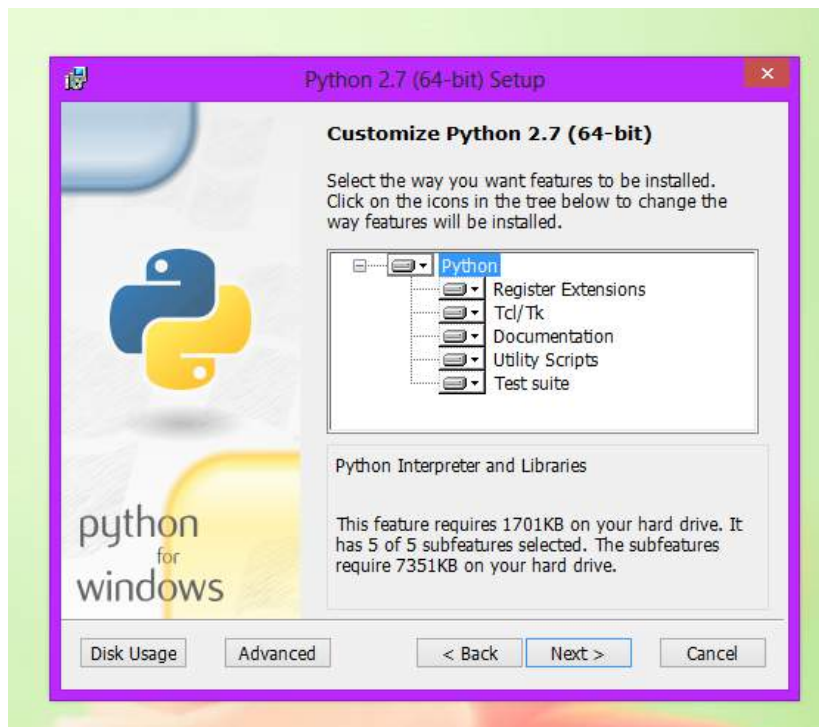 Python 2.7 (64-bit) Setup
Customize Python 2.7 (64-bit)
Select the way you want features to be installed.
Click on the icons in the tree below to change the
way features will be installed.
Python
Register Extensions
Tcl/Tk
Documentation
Utility Scripts
Test suite
Python Interpreter and Libraries
This feature requires 1701KB on your hard drive. It
has 5 of 5 subfeatures selected. The subfeatures
require 7351KB on your hard drive.
python
for
windows
Disk Usage
Advanced
< Back
Next >
Cancel